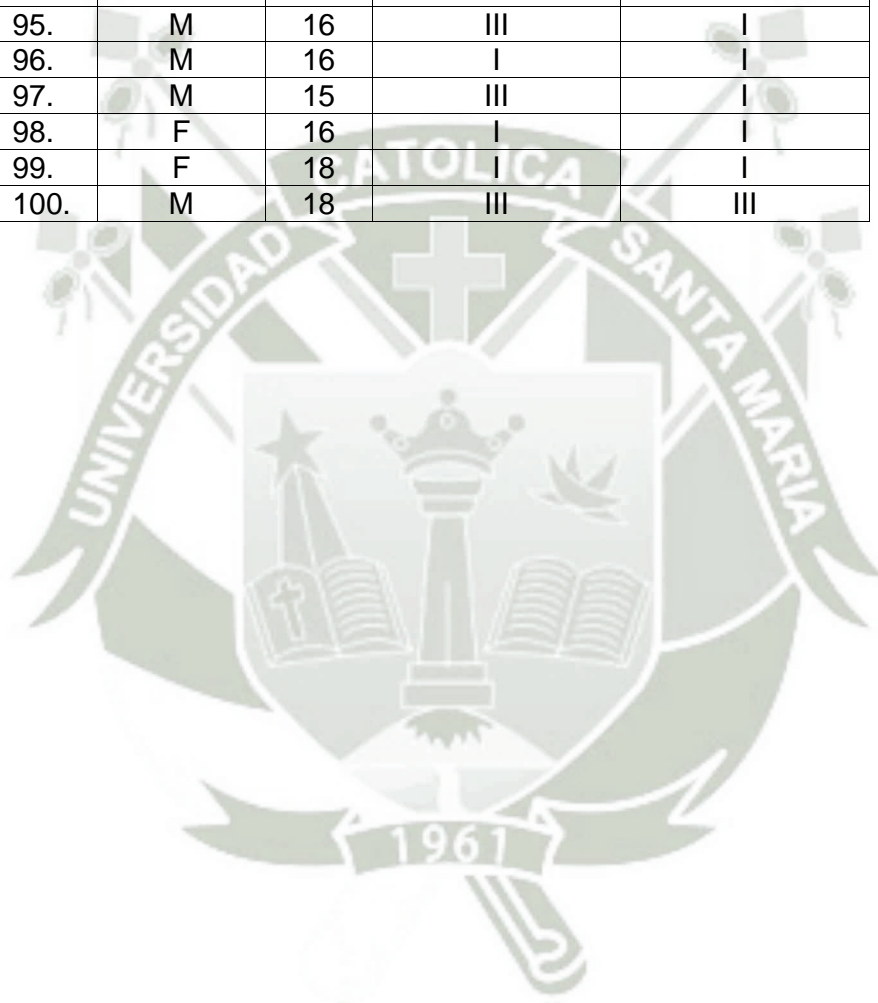 95. M 16 III I
96. M 16 I I
97. M 15 III I
98. F 16 I I
99. F 18 I I
100. M 18 III III
UNIVERSIDAD CATOLICA SANTA MARIA
1961